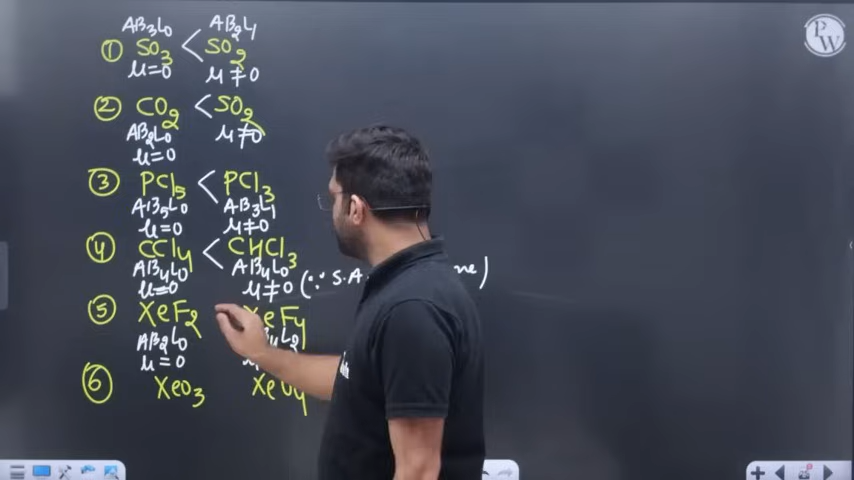 AB3L0 AB2L1
① SO3 < SO2
μ=0 μ≠0
② CO2 < SO2
AB2L0 μ≠0
μ=0
③ PCl5 < PCl3
AB5L0 AB3L1
μ=0 μ≠0
④ CCl4 < CHCl3
AB4L0 AB4L0
μ=0 μ≠0 (∵ S.A.
⑤ XeF2 XeF4
AB2L0
μ=0
⑥ XeO3 XeO4
P
W